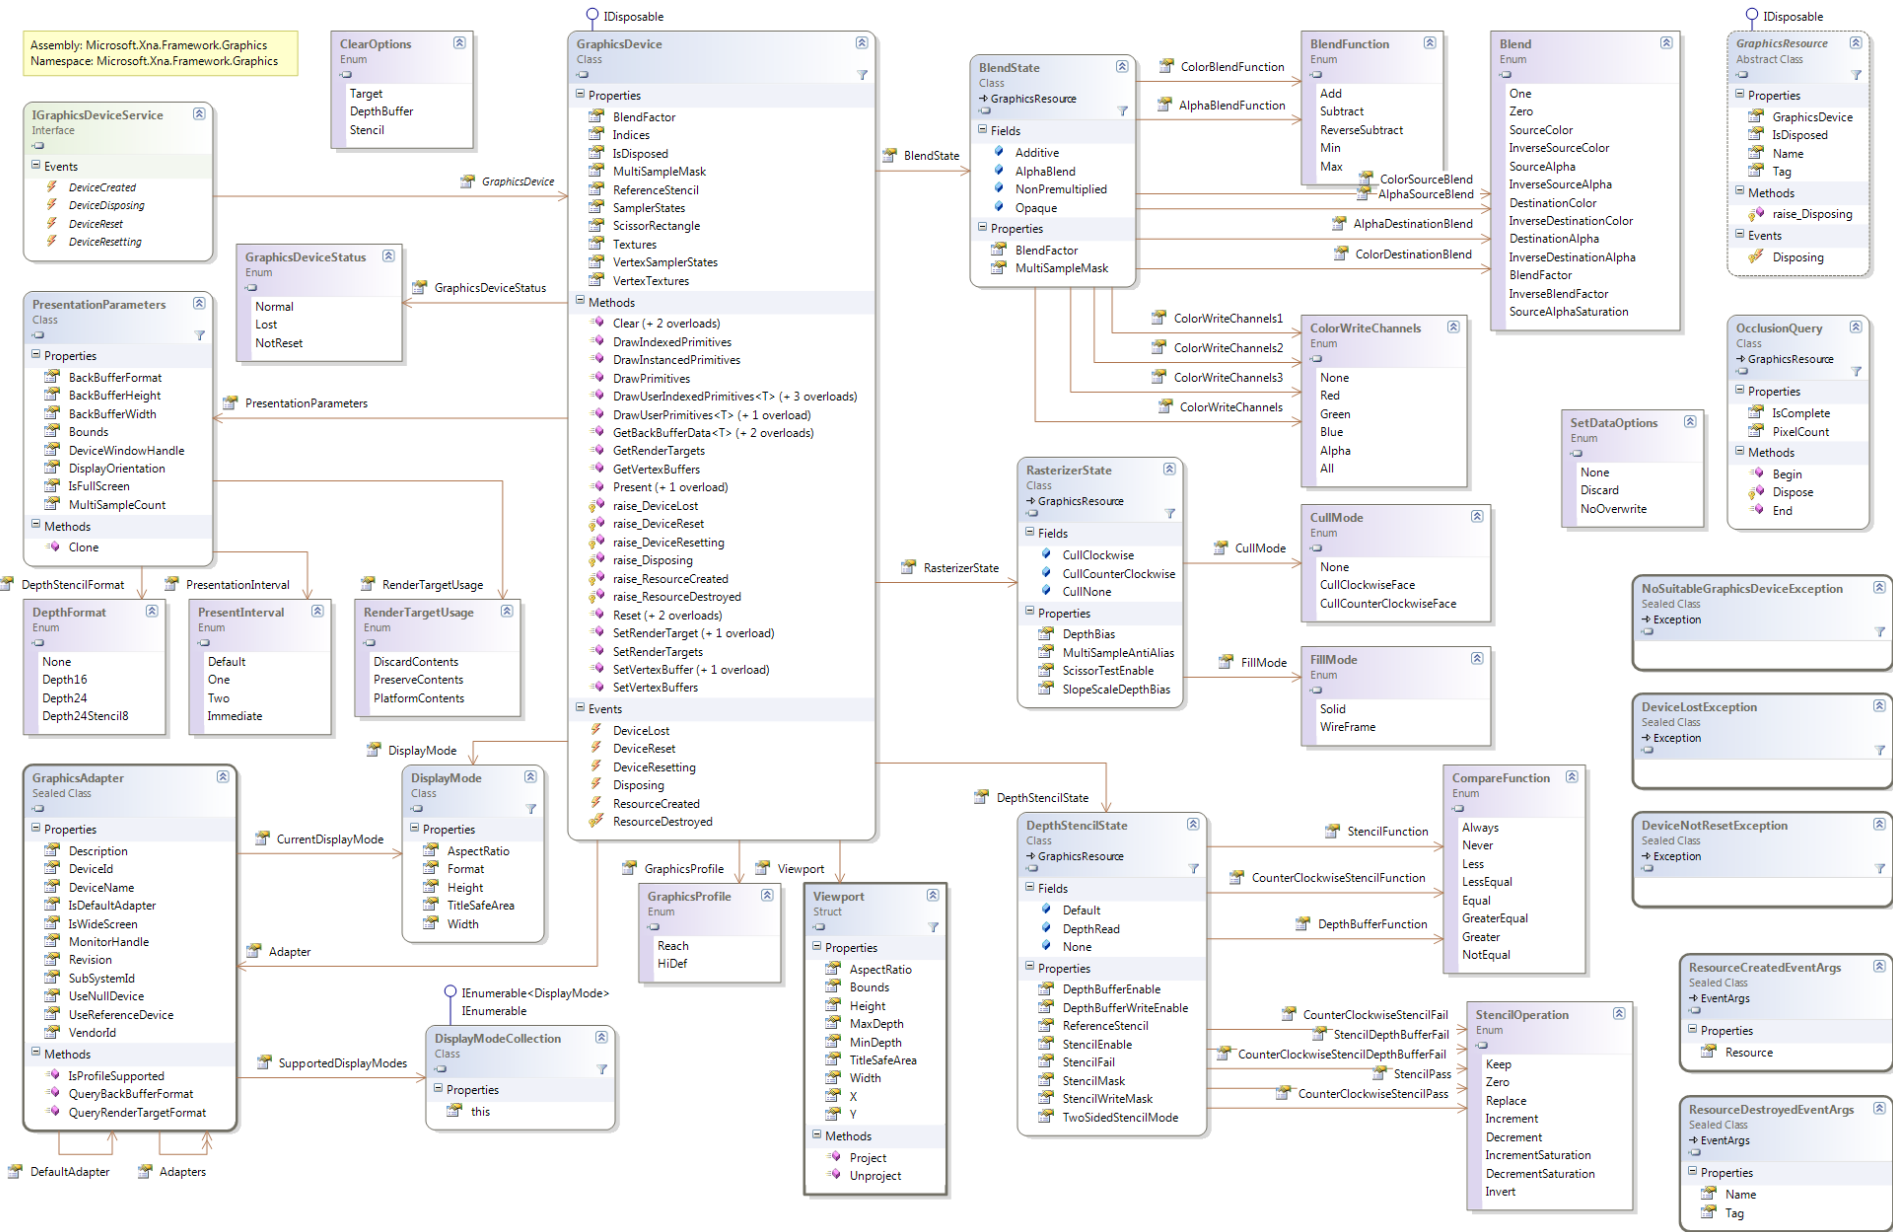 Assembly: Microsoft.Xna.Framework.Graphics
Namespace: Microsoft.Xna.Framework.Graphics
IGraphicsDeviceService
Interface
Events
DeviceCreated
DeviceDisposing
DeviceReset
DeviceResetting
GraphicsDevice
ClearOptions
Enum
Target
DepthBuffer
Stencil
GraphicsDeviceStatus
Enum
Normal
Lost
NotReset
GraphicsDeviceStatus
PresentationParameters
Class
Properties
BackBufferFormat
BackBufferHeight
BackBufferWidth
Bounds
DeviceWindowHandle
DisplayOrientation
IsFullScreen
MultiSampleCount
Methods
Clone
PresentationParameters
DepthStencilFormat
PresentationInterval
RenderTargetUsage
DepthFormat
Enum
None
Depth16
Depth24
Depth24Stencil8
PresentInterval
Enum
Default
One
Two
Immediate
RenderTargetUsage
Enum
DiscardContents
PreserveContents
PlatformContents
GraphicsAdapter
Sealed Class
Properties
Description
DeviceId
DeviceName
IsDefaultAdapter
IsWideScreen
MonitorHandle
Revision
SubSystemId
UseNullDevice
UseReferenceDevice
VendorId
Methods
IsProfileSupported
QueryBackBufferFormat
QueryRenderTargetFormat
DefaultAdapter
Adapters
CurrentDisplayMode
Adapter
SupportedDisplayModes
DisplayMode
DisplayMode
Class
Properties
AspectRatio
Format
Height
TitleSafeArea
Width
IEnumerable<DisplayMode>
IEnumerable
DisplayModeCollection
Class
Properties
this
IDisposable
GraphicsDevice
Class
Properties
BlendFactor
Indices
IsDisposed
MultiSampleMask
ReferenceStencil
SamplerStates
ScissorRectangle
Textures
VertexSamplerStates
VertexTextures
Methods
Clear (+ 2 overloads)
DrawIndexedPrimitives
DrawInstancedPrimitives
DrawPrimitives
DrawUserIndexedPrimitives<T> (+ 3 overloads)
DrawUserPrimitives<T> (+ 1 overload)
GetBackBufferData<T> (+ 2 overloads)
GetRenderTargets
GetVertexBuffers
Present (+ 1 overload)
raise_DeviceLost
raise_DeviceReset
raise_DeviceResetting
raise_Disposing
raise_ResourceCreated
raise_ResourceDestroyed
Reset (+ 2 overloads)
SetRenderTarget (+ 1 overload)
SetRenderTargets
SetVertexBuffer (+ 1 overload)
SetVertexBuffers
Events
DeviceLost
DeviceReset
DeviceResetting
Disposing
ResourceCreated
ResourceDestroyed
GraphicsProfile
Viewport
GraphicsProfile
Enum
Reach
HiDef
Viewport
Struct
Properties
AspectRatio
Bounds
Height
MaxDepth
MinDepth
TitleSafeArea
Width
X
Y
Methods
Project
Unproject
BlendState
BlendState
Class
GraphicsResource
Fields
Additive
AlphaBlend
NonPremultiplied
Opaque
Properties
BlendFactor
MultiSampleMask
ColorBlendFunction
AlphaBlendFunction
ColorSourceBlend
AlphaSourceBlend
AlphaDestinationBlend
ColorDestinationBlend
ColorWriteChannels1
ColorWriteChannels2
ColorWriteChannels3
ColorWriteChannels
BlendFunction
Enum
Add
Subtract
ReverseSubtract
Min
Max
Blend
Enum
One
Zero
SourceColor
InverseSourceColor
SourceAlpha
InverseSourceAlpha
DestinationColor
InverseDestinationColor
DestinationAlpha
InverseDestinationAlpha
BlendFactor
InverseBlendFactor
SourceAlphaSaturation
ColorWriteChannels
Enum
None
Red
Green
Blue
Alpha
All
RasterizerState
RasterizerState
Class
GraphicsResource
Fields
CullClockwise
CullCounterClockwise
CullNone
Properties
DepthBias
MultiSampleAntiAlias
ScissorTestEnable
SlopeScaleDepthBias
CullMode
FillMode
CullMode
Enum
None
CullClockwiseFace
CullCounterClockwiseFace
FillMode
Enum
Solid
WireFrame
DepthStencilState
DepthStencilState
Class
GraphicsResource
Fields
Default
DepthRead
None
Properties
DepthBufferEnable
DepthBufferWriteEnable
ReferenceStencil
StencilEnable
StencilFail
StencilMask
StencilWriteMask
TwoSidedStencilMode
StencilFunction
CounterClockwiseStencilFunction
DepthBufferFunction
CounterClockwiseStencilFail
StencilDepthBufferFail
CounterClockwiseStencilDepthBufferFail
StencilPass
CounterClockwiseStencilPass
CompareFunction
Enum
Always
Never
Less
LessEqual
Equal
GreaterEqual
Greater
NotEqual
StencilOperation
Enum
Keep
Zero
Replace
Increment
Decrement
IncrementSaturation
DecrementSaturation
Invert
IDisposable
GraphicsResource
Abstract Class
Properties
GraphicsDevice
IsDisposed
Name
Tag
Methods
raise_Disposing
Events
Disposing
OcclusionQuery
Class
GraphicsResource
Properties
IsComplete
PixelCount
Methods
Begin
Dispose
End
SetDataOptions
Enum
None
Discard
NoOverwrite
NoSuitableGraphicsDeviceException
Sealed Class
Exception
DeviceLostException
Sealed Class
Exception
DeviceNotResetException
Sealed Class
Exception
ResourceCreatedEventArgs
Sealed Class
EventArgs
Properties
Resource
ResourceDestroyedEventArgs
Sealed Class
EventArgs
Properties
Name
Tag